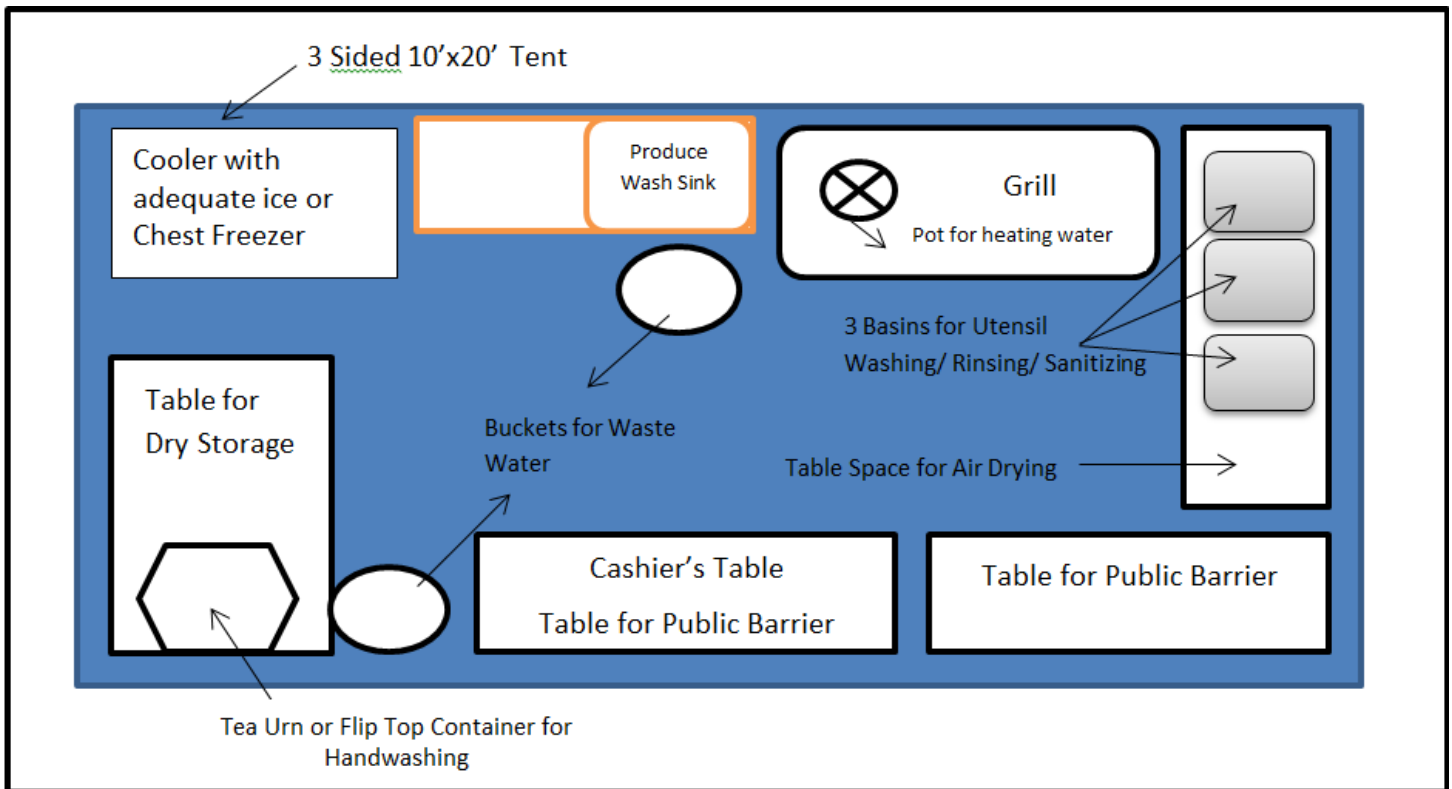 3 Sided 10’x20’ Tent
Cooler with
adequate ice or
Chest Freezer
Produce
Wash Sink
Grill
Pot for heating water
3 Basins for Utensil
Washing/ Rinsing/ Sanitizing
Table for
Dry Storage
Buckets for Waste
Water
Table Space for Air Drying
Cashier’s Table
Table for Public Barrier
Table for Public Barrier
Tea Urn or Flip Top Container for
Handwashing